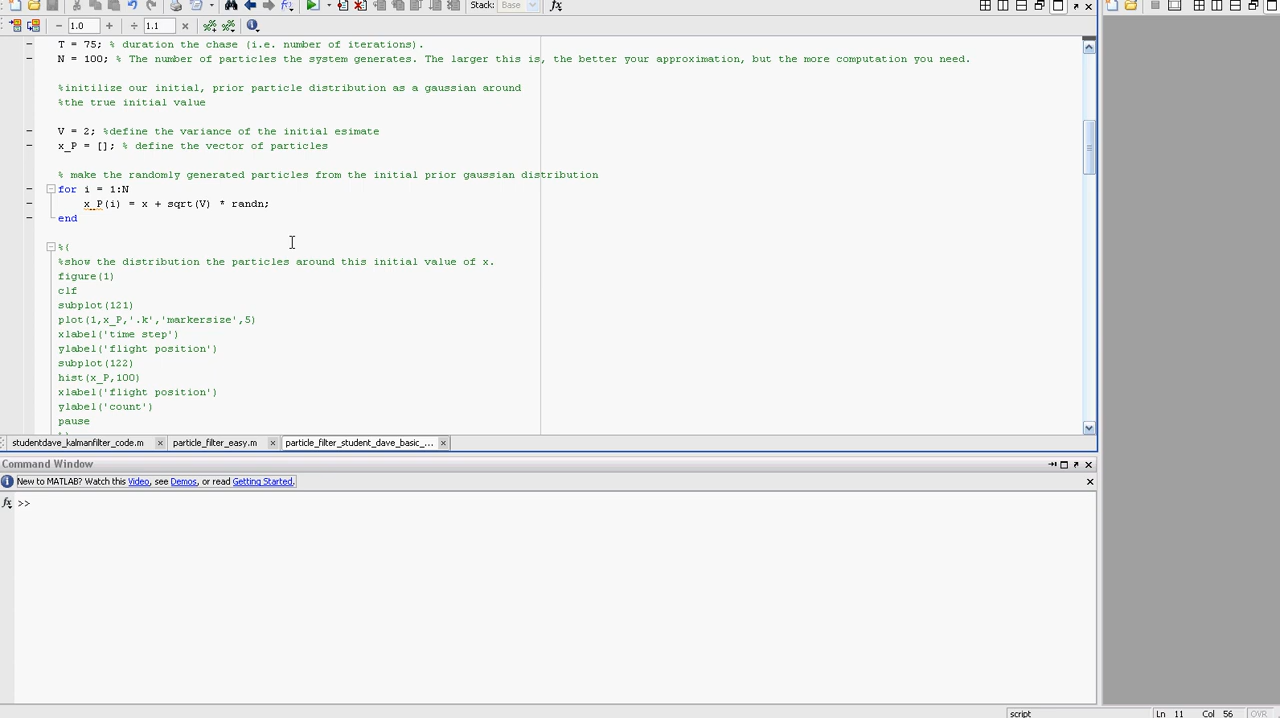 Stack: Base
1.0
1.1
T = 75; % duration the chase (i.e. number of iterations).
N = 100; % The number of particles the system generates. The larger this is, the better your approximation, but the more computation you need.
%initilize our initial, prior particle distribution as a gaussian around
%the true initial value
V = 2; %define the variance of the initial esimate
x_P = []; % define the vector of particles
% make the randomly generated particles from the initial prior gaussian distribution
for i = 1:N
x_P(i) = x + sqrt(V) * randn;
end
%{
%show the distribution the particles around this initial value of x.
figure(1)
clf
subplot(121)
plot(1,x_P,'.k','markersize',5)
xlabel('time step')
ylabel('flight position')
subplot(122)
hist(x_P,100)
xlabel('flight position')
ylabel('count')
pause
studentdave_kalmanfilter_code.m
particle_filter_easy.m
particle_filter_student_dave_basic_...
Command Window
New to MATLAB? Watch this Video, see Demos, or read Getting Started.
fx >>
script
Ln 11 Col 56 OVR